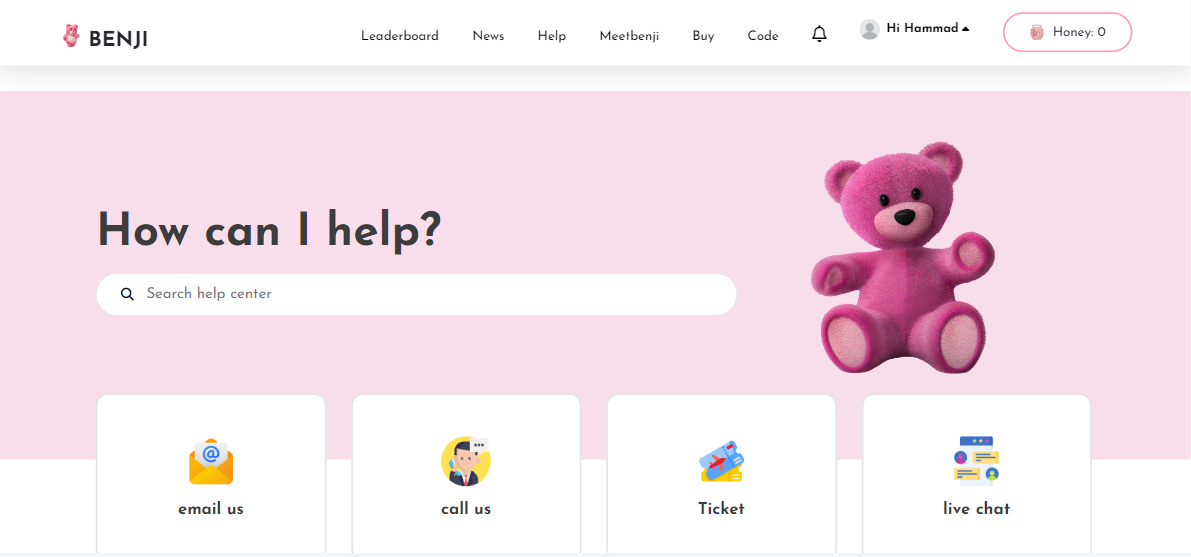 BENJI
Leaderboard News Help Meetbenji Buy Code Hi Hammad Honey: 0
How can I help?
Search help center
email us call us Ticket live chat